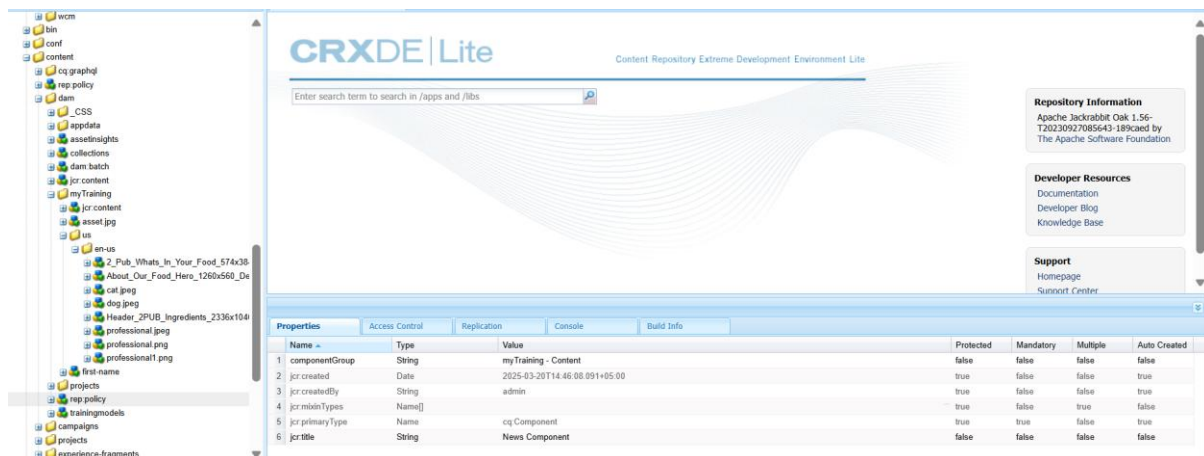 wcm
bin
conf
content
cq:graphql
rep:policy
dam
_CSS
appdata
assetinsights
collections
dam:batch
jcr:content
myTraining
jcr:content
asset.jpg
us
en-us
2_Pub_Whats_In_Your_Food_574x38
About_Our_Food_Hero_1260x560_De
cat.jpeg
dog.jpeg
Header_2PUB_Ingredients_2336x104
professional.jpeg
professional.png
professional1.png
first-name
projects
rep:policy
trainingmodels
campaigns
projects
experience-fragments
CRXDE | Lite
Content Repository Extreme Development Environment Lite
Enter search term to search in /apps and /libs
Repository Information
Apache Jackrabbit Oak 1.56-
T20230927085643-189caed by
The Apache Software Foundation
Developer Resources
Documentation
Developer Blog
Knowledge Base
Support
Homepage
Support Center
Properties Access Control Replication Console Build Info
Name Type Value Protected Mandatory Multiple Auto Created
1 componentGroup String myTraining - Content false false false false
2 jcr:created Date 2025-03-20T14:46:08.091+05:00 true false false true
3 jcr:createdBy String admin true false false true
4 jcr:mixinTypes Name[] true false true false
5 jcr:primaryType Name cq:Component true true false true
6 jcr:title String News Component false false false false